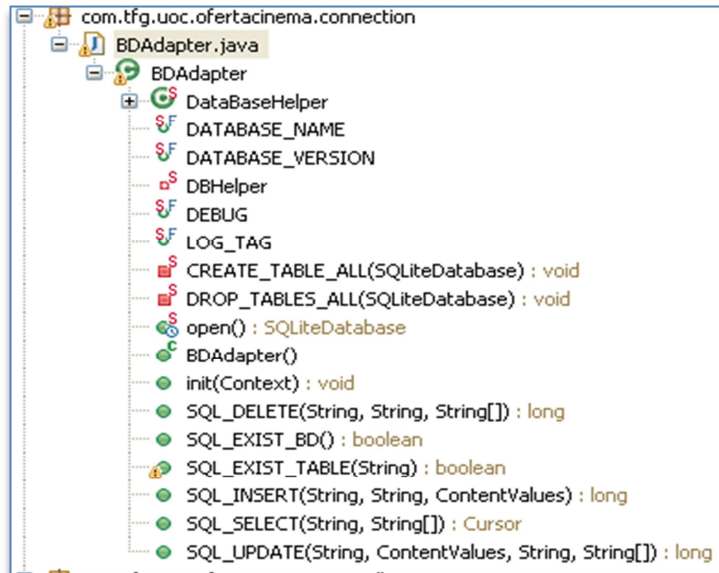 com.tfg.uoc.ofertacinema.connection
BDAdapter.java
BDAdapter
DataBaseHelper
DATABASE_NAME
DATABASE_VERSION
DBHelper
DEBUG
LOG_TAG
CREATE_TABLE_ALL(SQLiteDatabase) : void
DROP_TABLES_ALL(SQLiteDatabase) : void
open() : SQLiteDatabase
BDAdapter()
init(Context) : void
SQL_DELETE(String, String, String[]) : long
SQL_EXIST_BD() : boolean
SQL_EXIST_TABLE(String) : boolean
SQL_INSERT(String, String, ContentValues) : long
SQL_SELECT(String, String[]) : Cursor
SQL_UPDATE(String, ContentValues, String, String[]) : long